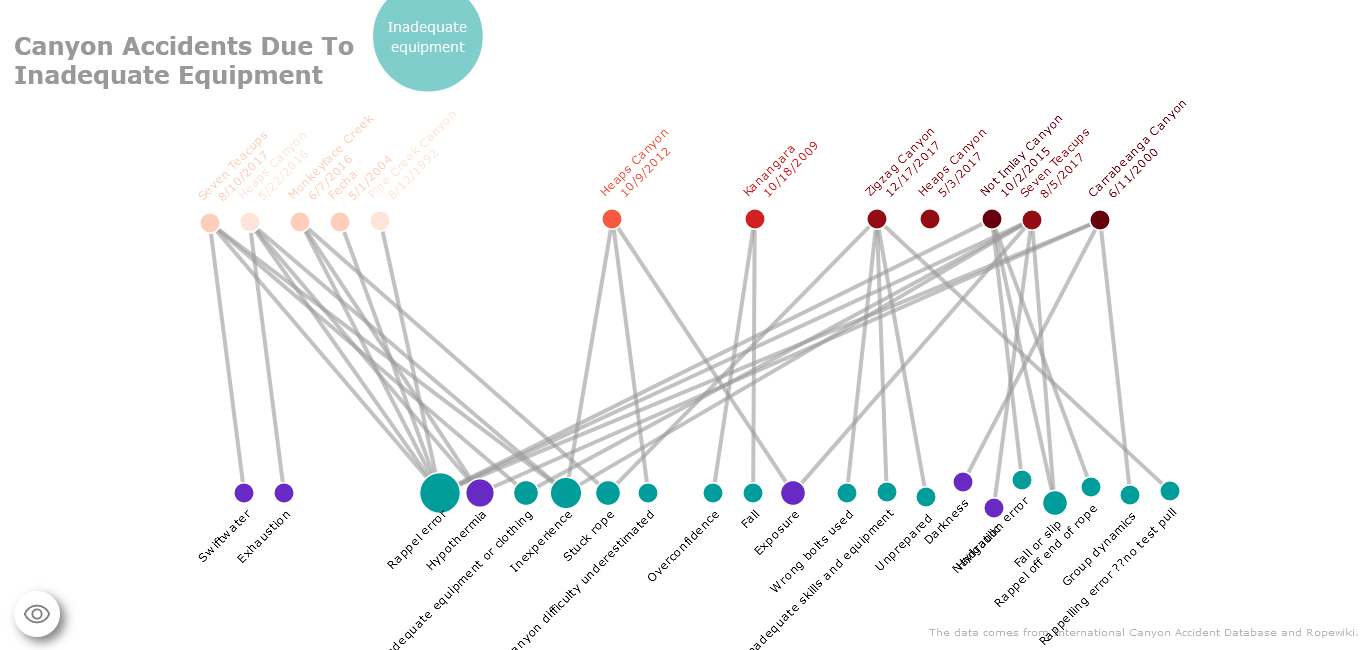 Inadequate
equipment
Canyon Accidents Due To
Inadequate Equipment
Seven Teacups
8/10/2017
Heaps Canyon
5/22/2016
Monkeyface Creek
6/7/2016
Fecha
5/1/2004
Pine Creek Canyon
8/12/1992
Heaps Canyon
10/9/2012
Kanangara
10/18/2009
Zigzag Canyon
12/17/2017
Heaps Canyon
5/3/2017
Not Imlay Canyon
10/2/2015
Seven Teacups
8/5/2017
Carrabeanga Canyon
6/11/2000
Swiftwater
Exhaustion
Rappel error
Hypothermia
equipment or clothing
Inexperience
Stuck rope
difficulty underestimated
Overconfidence
Fall
Exposure
Wrong bolts used
skills and equipment
Unprepared
Darkness
Hydraulic
Navigation error
Fall or slip
Rappel off end of rope
Group dynamics
Rappelling error ??no test pull
The data comes from International Canyon Accident Database and Ropewiki.